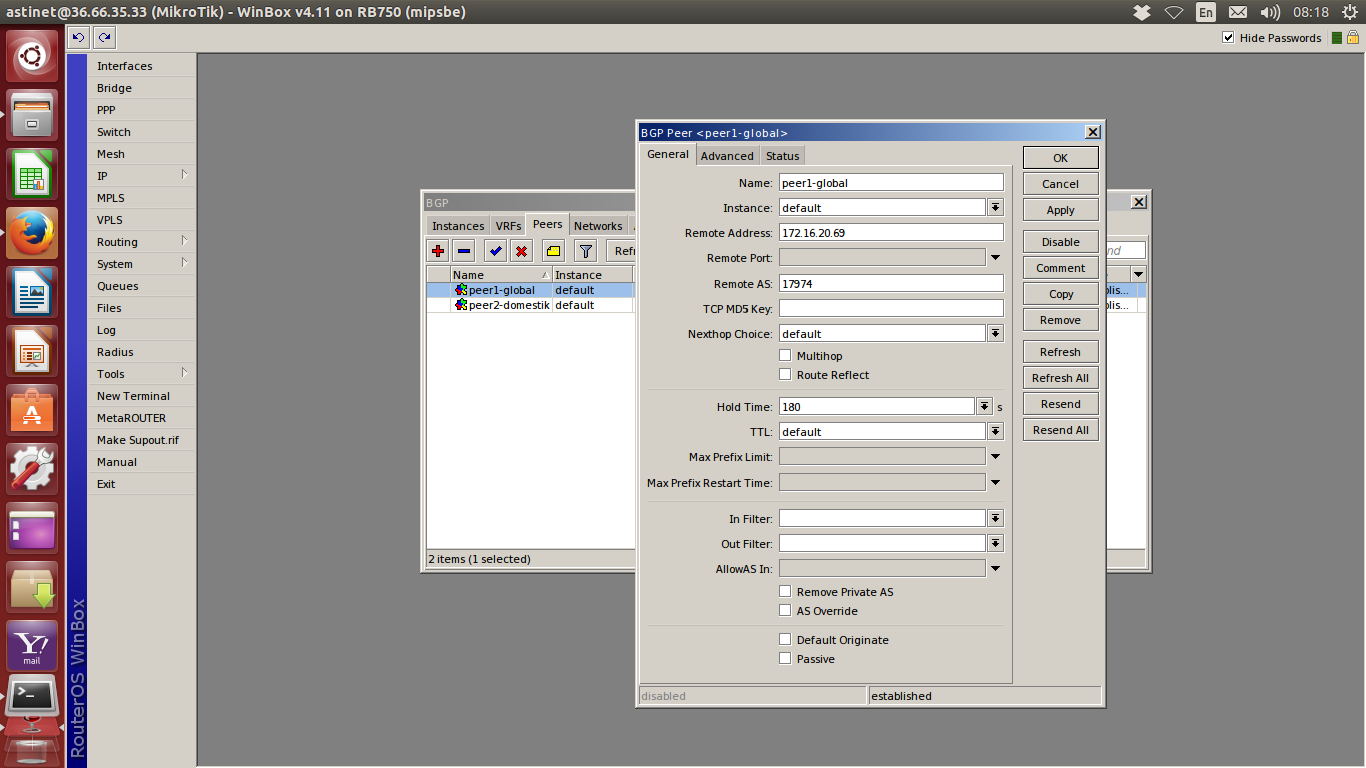 astinet@36.66.35.33 (MikroTik) - WinBox v4.11 on RB750 (mipsbe)
En
08:18
Hide Passwords
Interfaces
Bridge
PPP
Switch
Mesh
IP
MPLS
VPLS
Routing
System
Queues
Files
Log
Radius
Tools
New Terminal
MetaROUTER
Make Supout.rif
Manual
Exit
RouterOS WinBox
Y!
mail
BGP
Instances
VRFs
Peers
Networks
Name
Instance
peer1-global
default
peer2-domestik
default
2 items (1 selected)
BGP Peer <peer1-global>
General
Advanced
Status
Name:
peer1-global
Instance:
default
Remote Address:
172.16.20.69
Remote Port:
Remote AS:
17974
TCP MD5 Key:
Nexthop Choice:
default
Multihop
Route Reflect
Hold Time:
180
s
TTL:
default
Max Prefix Limit:
Max Prefix Restart Time:
In Filter:
Out Filter:
AllowAS In:
Remove Private AS
AS Override
Default Originate
Passive
disabled
established
OK
Cancel
Apply
Disable
Comment
Copy
Remove
Refresh
Refresh All
Resend
Resend All